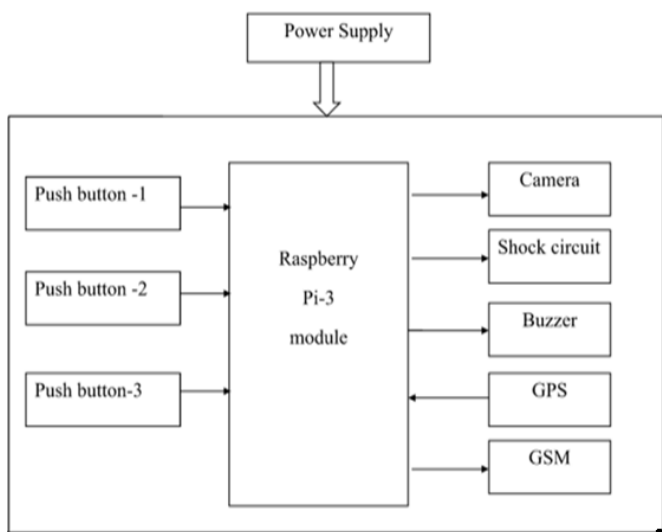 Power Supply
Push button -1
Push button -2
Push button-3
Raspberry
Pi-3
module
Camera
Shock circuit
Buzzer
GPS
GSM